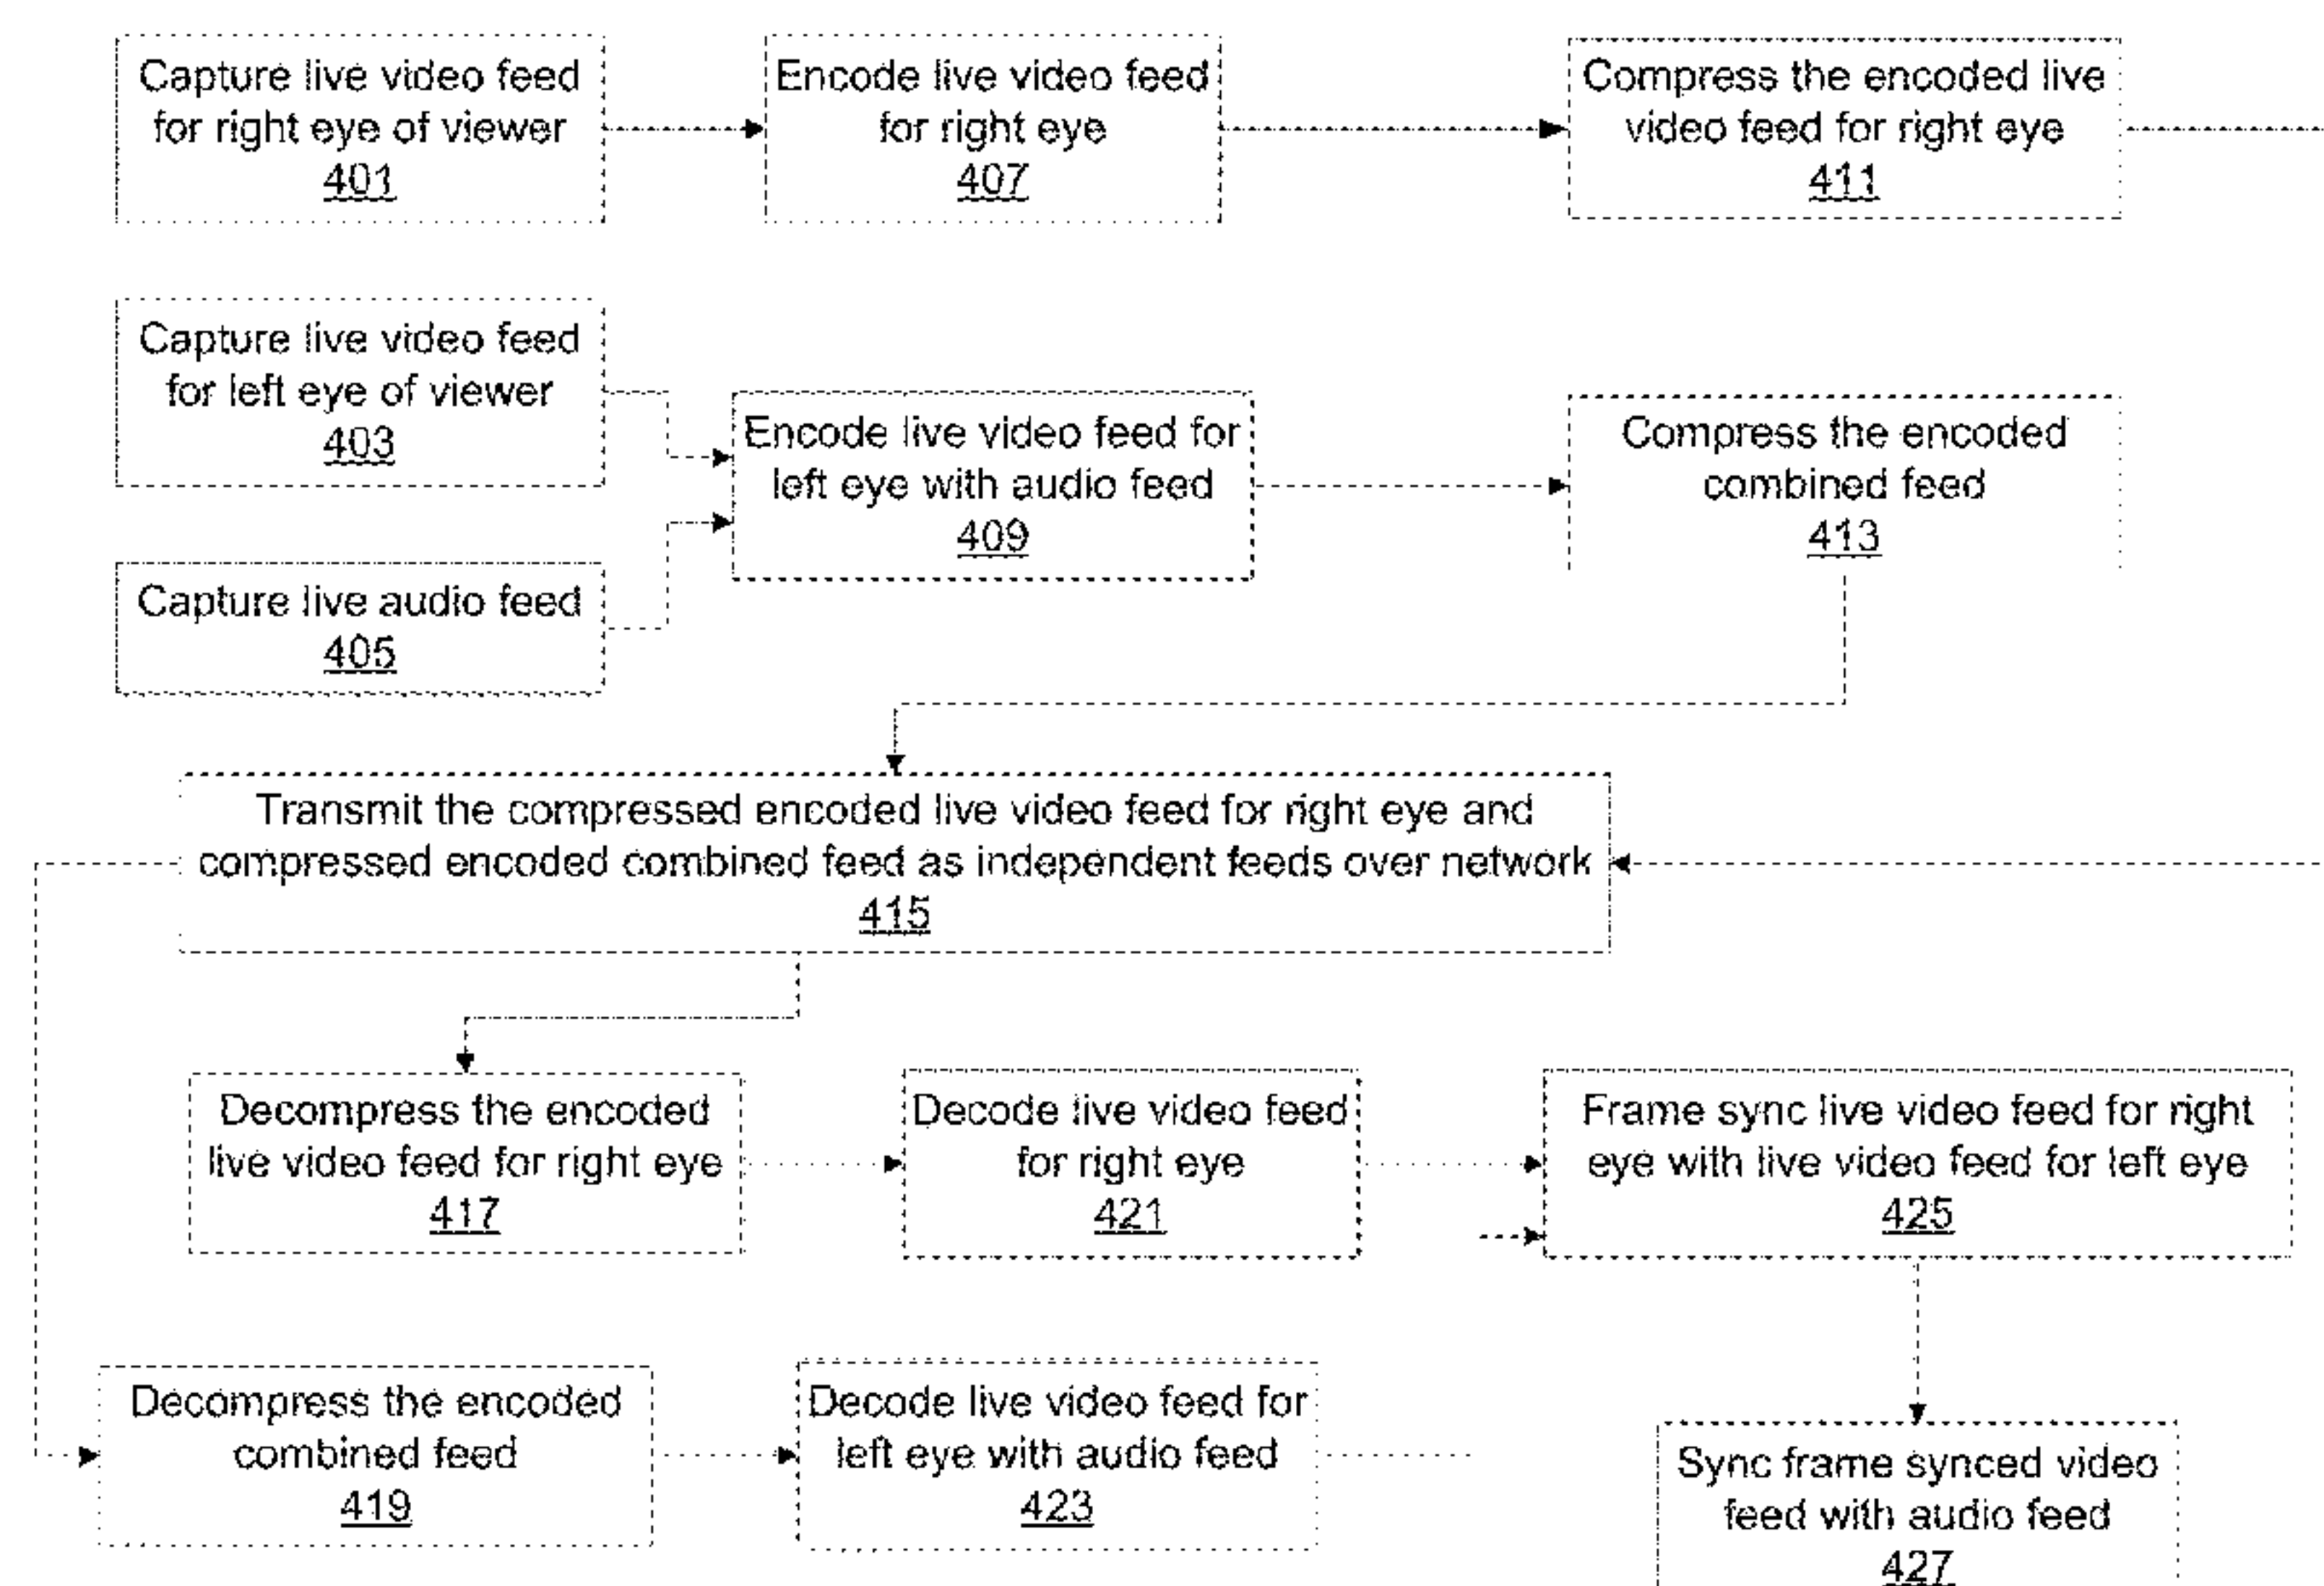 Capture live video feed
for right eye of viewer
401
Encode live video feed
for right eye
407
Compress the encoded live
video feed for right eye
411
Capture live video feed
for left eye of viewer
403
Encode live video feed for
left eye with audio feed
409
Compress the encoded
combined feed
413
Capture live audio feed
405
Transmit the compressed encoded live video feed for right eye and
compressed encoded combined feed as independent feeds over network
415
Decompress the encoded
live video feed for right eye
417
Decode live video feed
for right eye
421
Frame sync live video feed for right
eye with live video feed for left eye
425
Decompress the encoded
combined feed
419
Decode live video feed for
left eye with audio feed
423
Sync frame synced video
feed with audio feed
427